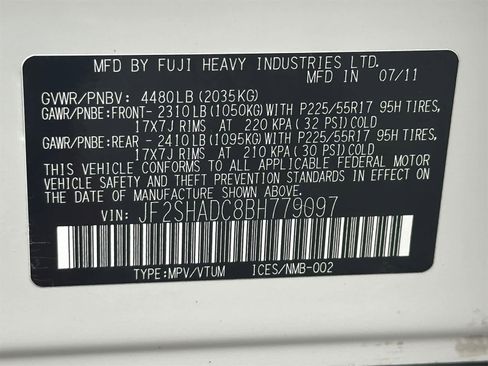 MFD BY FUJI HEAVY INDUSTRIES LTD.
IN JAPAN 07/11
GVWR/PNBV: 4480LB(2035KG)
GAWR/PNBE:FRONT- 2310LB(1050KG)WITH P225/55R17 95H TIRES,
17X7J RIMS AT 220 KPA(32 PSI)COLD
GAWR/PNBE:REAR - 2410LB(1095KG)WITH P225/55R17 95H TIRES,
17X7J RIMS AT 210 KPA(30 PSI)COLD
THIS VEHICLE CONFORMS TO ALL APPLICABLE FEDERAL MOTOR
VEHICLE SAFETY AND THEFT PREVENTION STANDARDS IN EFFECT ON
THE DATE OF MANUFACTURE SHOWN ABOVE.
VIN: JF2SHADC8BH779097
TYPE:MPV/VTUM ICES/NMB-002